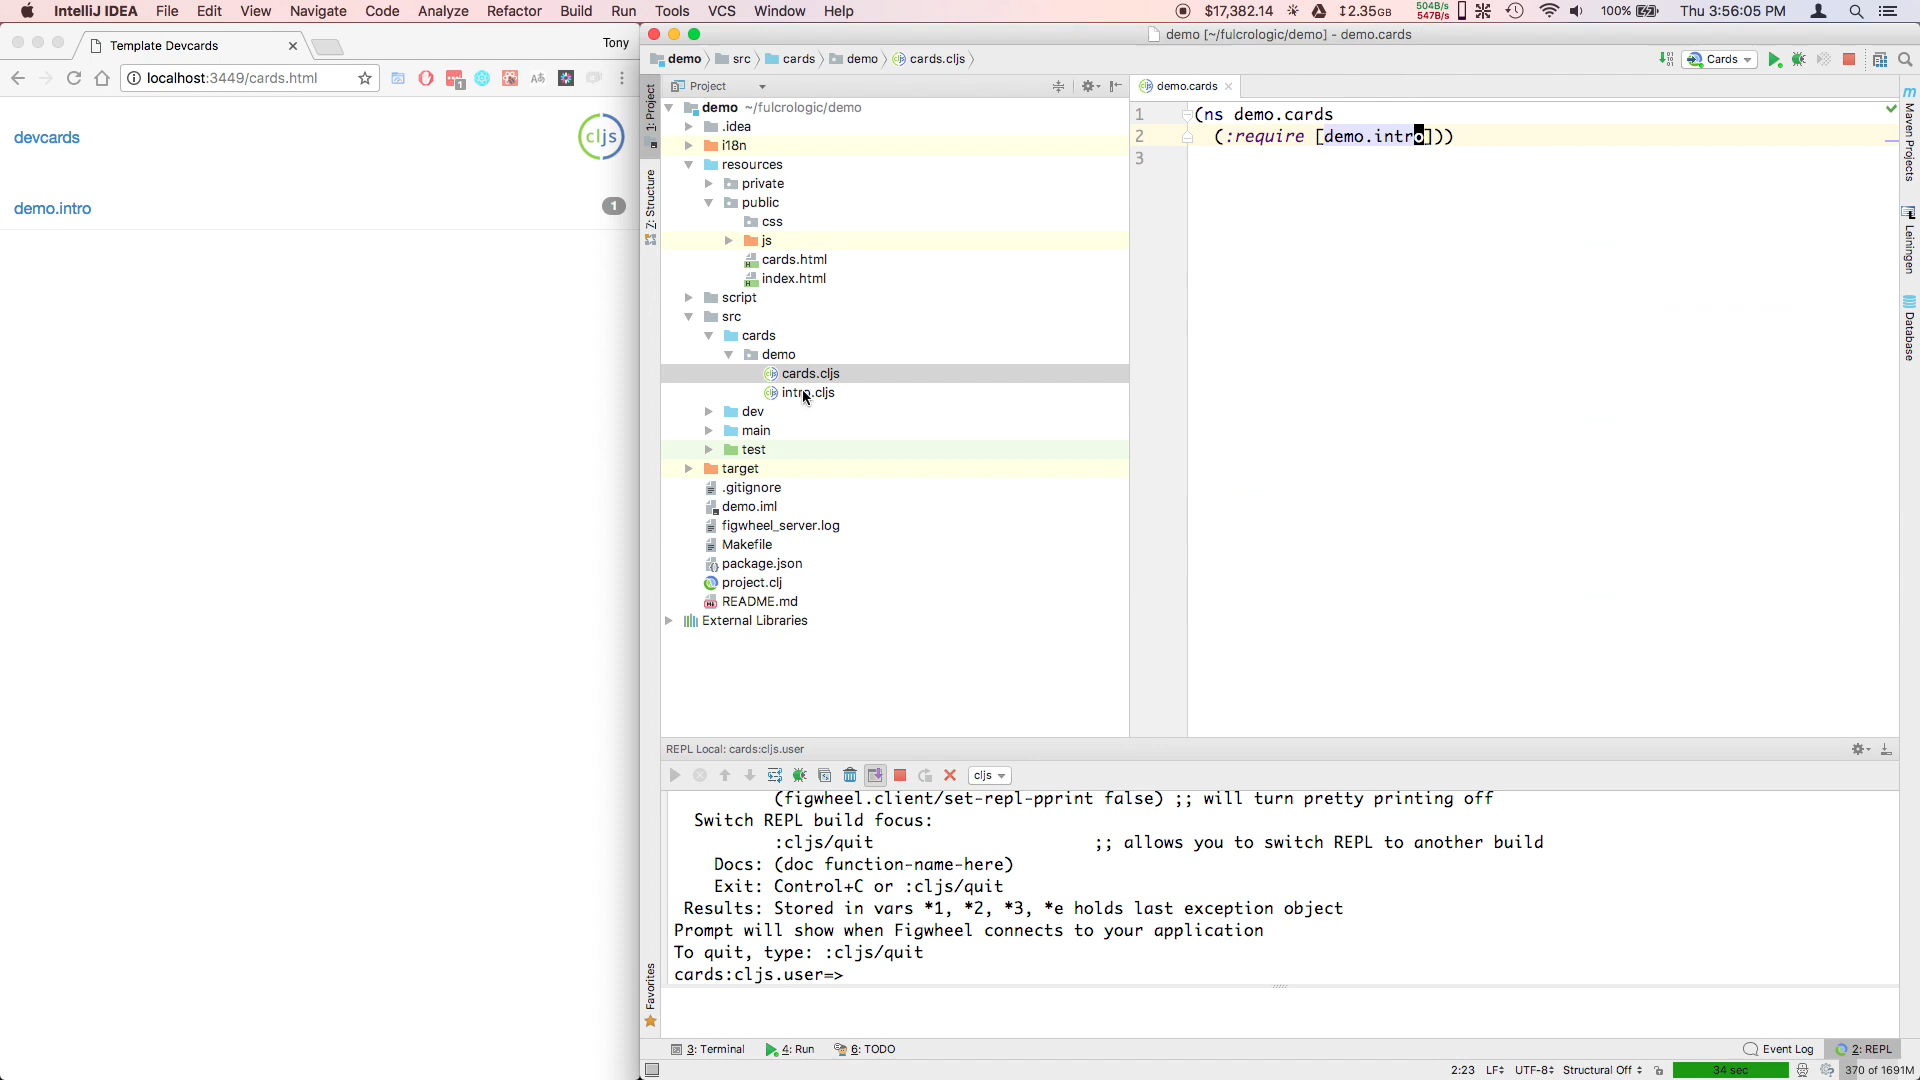 IntelliJ IDEA File Edit View Navigate Code Analyze Refactor Build Run Tools VCS Window Help $17,382.14 2.35GB 504B/s 547B/s 100% Thu 3:56:05 PM
Template Devcards Tony
demo [~/fulcrologic/demo] - demo.cards
localhost:3449/cards.html
demo src cards demo cards.cljs Cards
devcards cljs
demo.intro 1
1: Project
Z: Structure
Favorites
Project
demo ~/fulcrologic/demo
.idea
i18n
resources
private
public
css
js
cards.html
index.html
script
src
cards
demo
cards.cljs
intro.cljs
dev
main
test
target
.gitignore
demo.iml
figwheel_server.log
Makefile
package.json
project.clj
README.md
External Libraries
demo.cards
1 (ns demo.cards
2 (:require [demo.intro]))
3
Maven Projects
Leiningen
Database
REPL Local: cards:cljs.user
cljs
(figwheel.client/set-repl-pprint false) ;; will turn pretty printing off
Switch REPL build focus:
:cljs/quit ;; allows you to switch REPL to another build
Docs: (doc function-name-here)
Exit: Control+C or :cljs/quit
Results: Stored in vars *1, *2, *3, *e holds last exception object
Prompt will show when Figwheel connects to your application
To quit, type: :cljs/quit
cards:cljs.user=>
3: Terminal 4: Run 6: TODO Event Log 2: REPL
2:23 LF UTF-8 Structural Off 34 sec 370 of 1691M